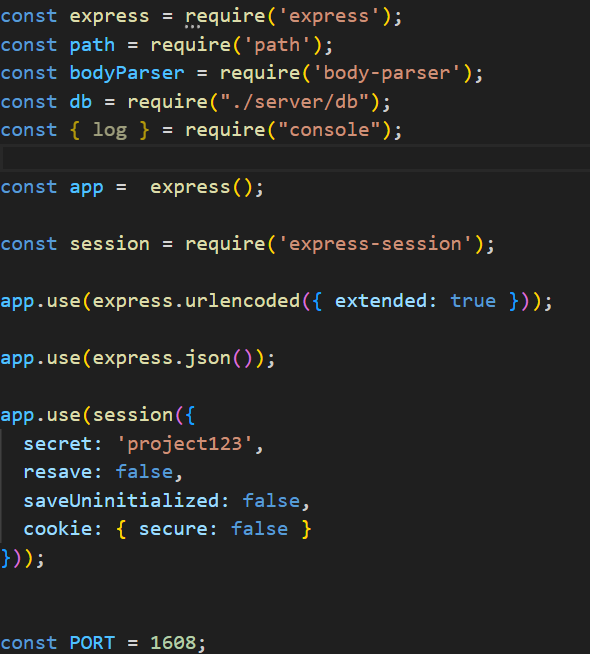 const express = require('express');
const path = require('path');
const bodyParser = require('body-parser');
const db = require("./server/db");
const { log } = require("console");
const app =  express();
const session = require('express-session');
app.use(express.urlencoded({ extended: true }));
app.use(express.json());
app.use(session({
  secret: 'project123',
  resave: false,
  saveUninitialized: false,
  cookie: { secure: false }
}));
const PORT = 1608;